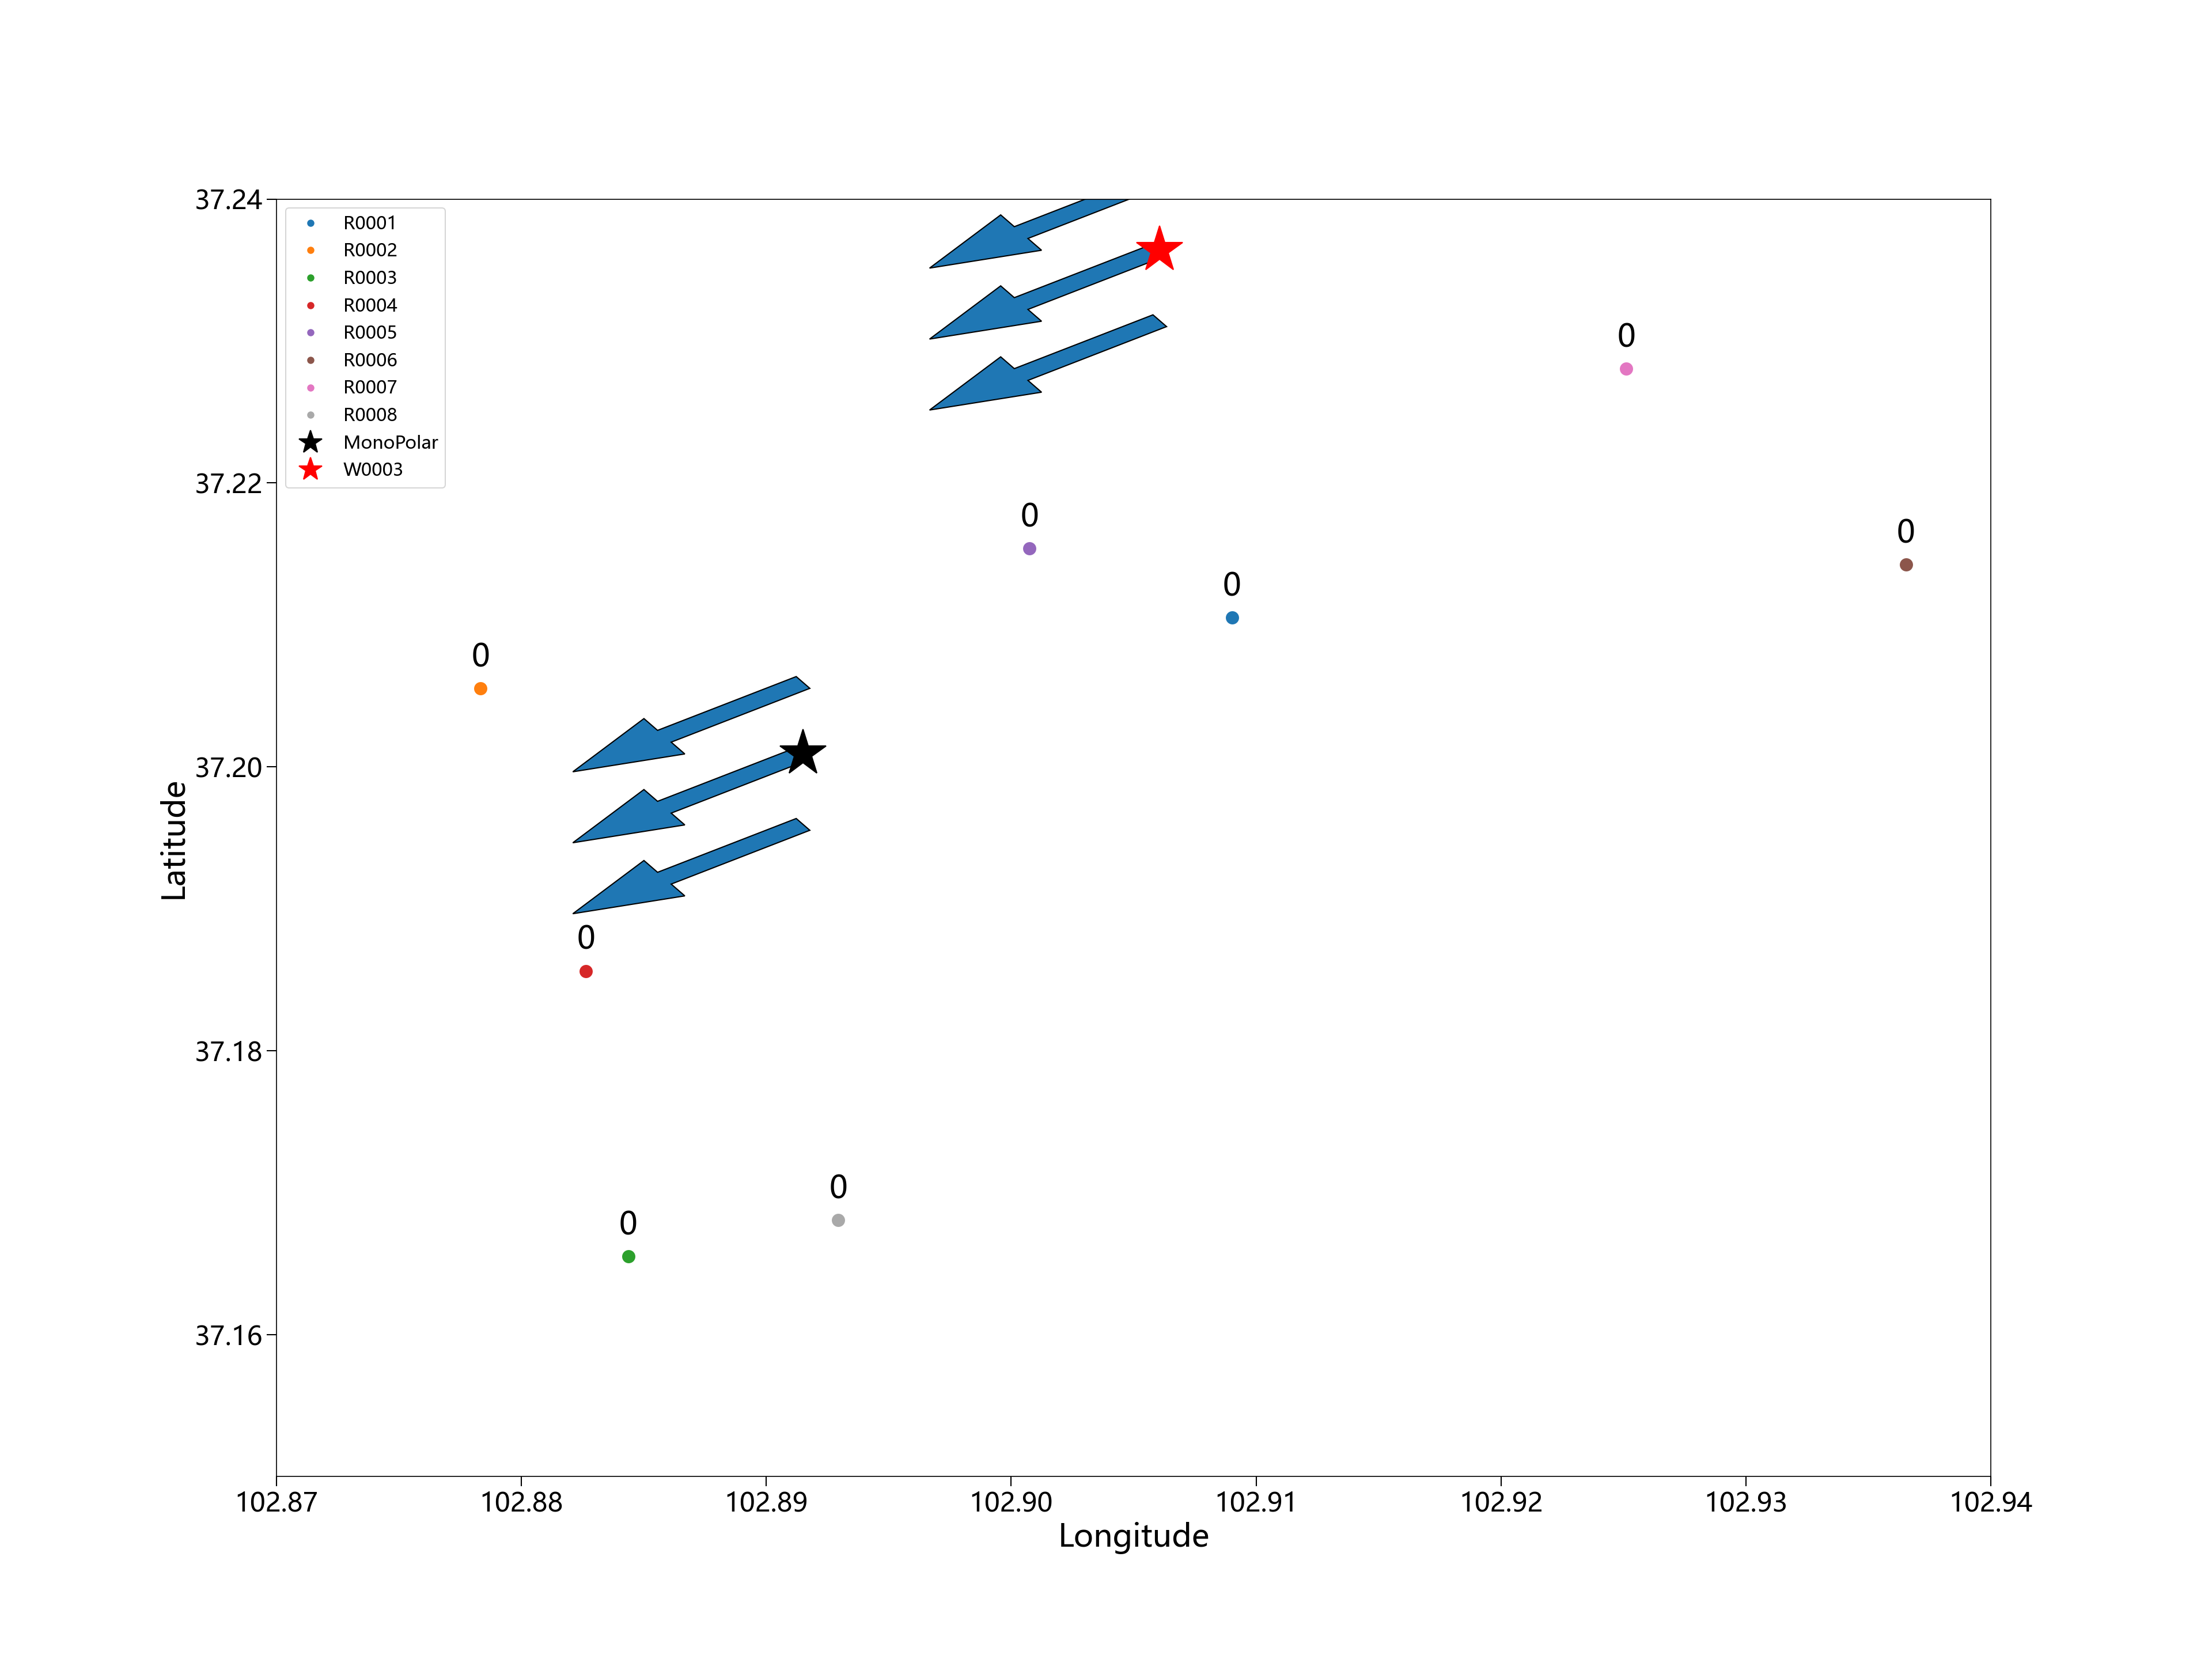 37.24
37.22
37.20
37.18
37.16
Latitude
R0001
R0002
R0003
R0004
R0005
R0006
R0007
R0008
MonoPolar
W0003
0
0
0
0
0
0
0
0
102.87 102.88 102.89 102.90 102.91 102.92 102.93 102.94
Longitude